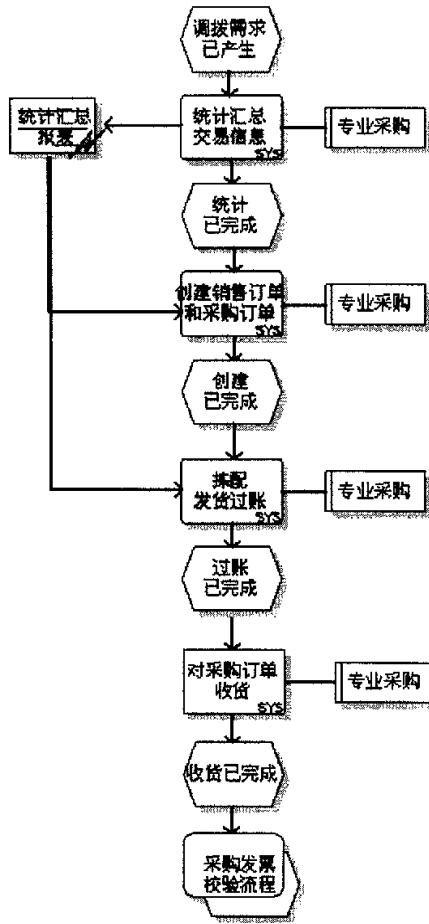 调拨需求
已产生
统计汇总
报表
统计汇总
交易信息
SYS
专业采购
统计
已完成
创建销售订单
和采购订单
SYS
专业采购
创建
已完成
拣配
发货过账
SYS
专业采购
过账
已完成
对采购订单
收货
SYS
专业采购
收货已完成
采购发票
校验流程